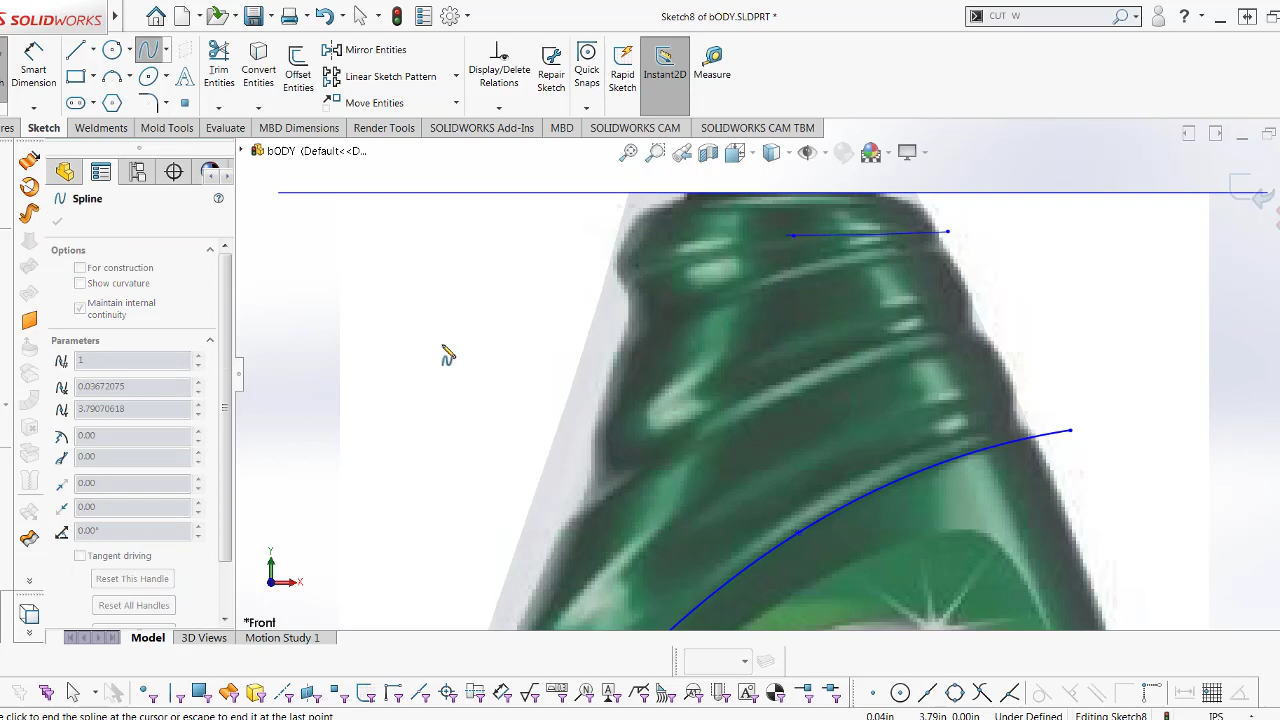 SOLIDWORKS
Sketch8 of bODY.SLDPRT *
CUT W
?
Smart Dimension
Trim Entities
Convert Entities
Offset Entities
Mirror Entities
Linear Sketch Pattern
Move Entities
Display/Delete Relations
Repair Sketch
Quick Snaps
Rapid Sketch
Instant2D
Measure
res
Sketch
Weldments
Mold Tools
Evaluate
MBD Dimensions
Render Tools
SOLIDWORKS Add-Ins
MBD
SOLIDWORKS CAM
SOLIDWORKS CAM TBM
bODY (Default<<D...
Spline
Options
For construction
Show curvature
Maintain internal
continuity
Parameters
1
0.03672075
3.79070618
0.00
0.00
0.00
0.00
0.00°
Tangent driving
Reset This Handle
Reset All Handles
Y
X
*Front
Model
3D Views
Motion Study 1
e click to end the spline at the cursor or escape to end it at the last point
0.04in
3.79in
0.00in
Under Defined
Editing Sketch8
IPS